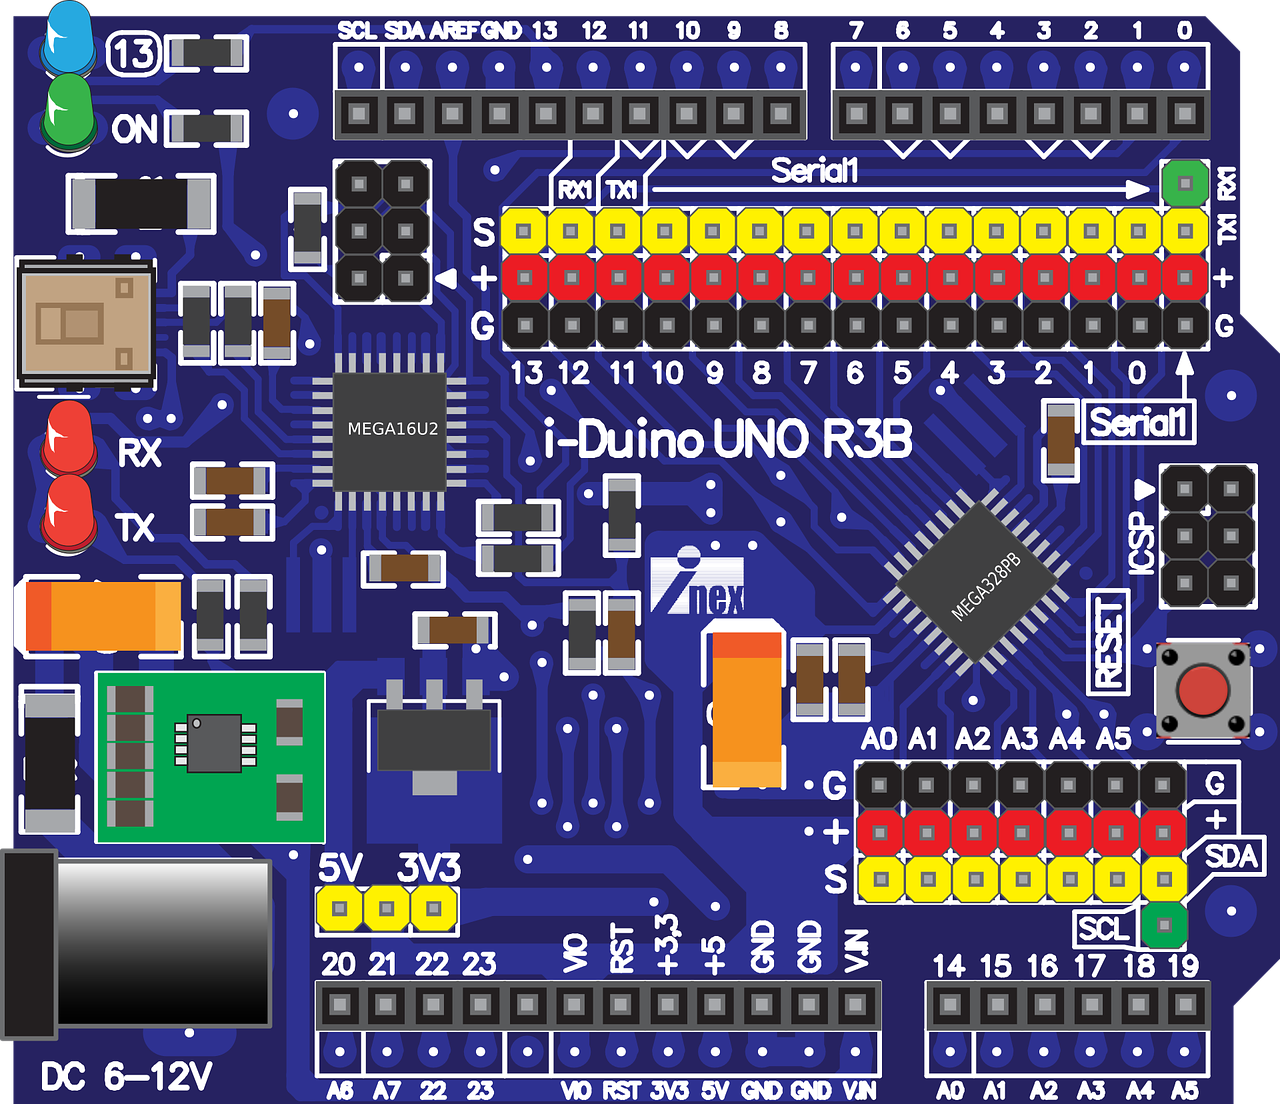 SCL SDA AREF GND 13 12 11 10 9 8 7 6 5 4 3 2 1 0
13
ON
Serial1
RX1 TX1
RX1
TX1
S
+ +
G G
13 12 11 10 9 8 7 6 5 4 3 2 1 0
Serial1
MEGA16U2
i-Duino UNO R3B
RX
TX
ICSP
MEGA328PB
inex
RESET
A0 A1 A2 A3 A4 A5
G G
+ +
S SDA
SCL
5V 3V3
20 21 22 23 VIO RST +3,3 +5 GND GND V.IN
14 15 16 17 18 19
DC 6-12V
A6 A7 22 23 VIO RST 3V3 5V GND GND V.IN A0 A1 A2 A3 A4 A5